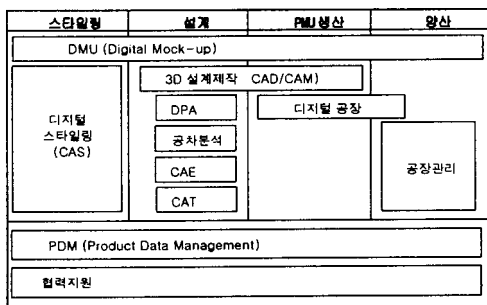 스타일링 설계 PMU생산 양산
DMU (Digital Mock-up)
3D 설계제작 CAD/CAM)
디지털
스타일링
(CAS)
DPA
공차분석
CAE
CAT
디지털 공장
공장관리
PDM (Product Data Management)
협력지원